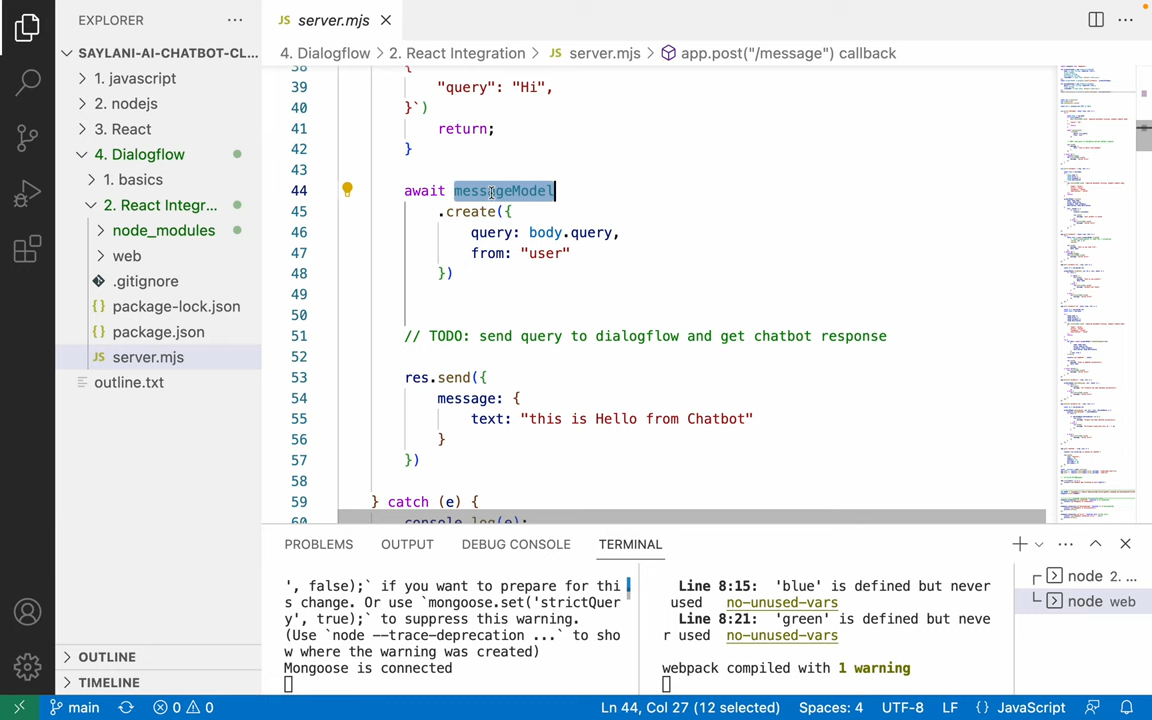 EXPLORER
SAYLANI-AI-CHATBOT-CL...
1. javascript
2. nodejs
3. React
4. Dialogflow
1. basics
2. React Integr...
node_modules
web
.gitignore
{} package-lock.json
{} package.json
JS server.mjs
outline.txt
OUTLINE
TIMELINE
JS server.mjs
4. Dialogflow > 2. React Integration > JS server.mjs > app.post("/message") callback
38 {
39 "query": "Hi",
40 }`)
41 return;
42 }
43
44 await messageModel
45 .create({
46 query: body.query,
47 from: "user"
48 })
49
50
51 // TODO: send query to dialogflow and get chatbot response
52
53 res.send({
54 message: {
55 text: "this is Hello from Chatbot"
56 }
57 })
58
59 } catch (e) {
60 console.log(e);
PROBLEMS OUTPUT DEBUG CONSOLE TERMINAL
', false);` if you want to prepare for thi
s change. Or use `mongoose.set('strictQuer
y', true);` to suppress this warning.
(Use `node --trace-deprecation ...` to sho
w where the warning was created)
Mongoose is connected
Line 8:15: 'blue' is defined but never
used no-unused-vars
Line 8:21: 'green' is defined but neve
r used no-unused-vars
webpack compiled with 1 warning
node 2. ...
node web
main 0 0 Ln 44, Col 27 (12 selected) Spaces: 4 UTF-8 LF {} JavaScript